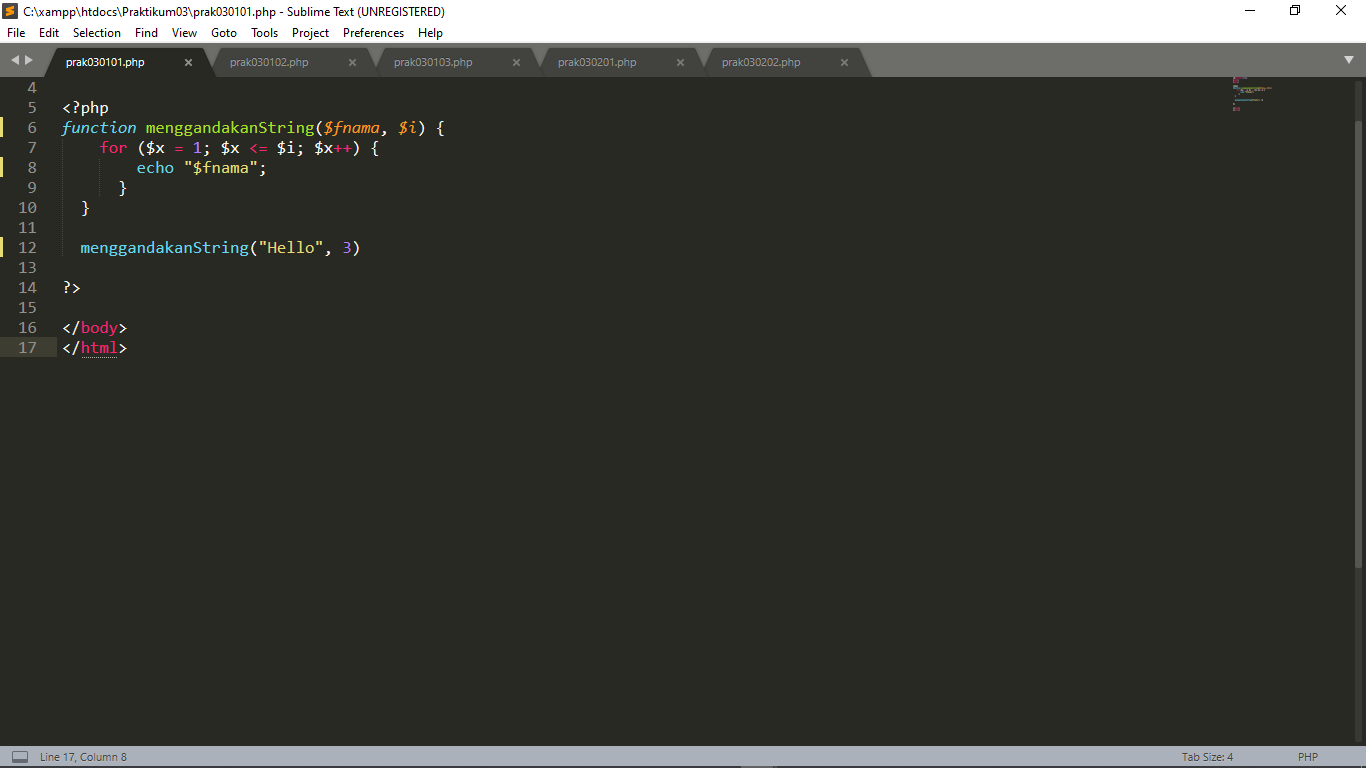 C:\xampp\htdocs\Praktikum03\prak030101.php - Sublime Text (UNREGISTERED)
File Edit Selection Find View Goto Tools Project Preferences Help
prak030101.php prak030102.php prak030103.php prak030201.php prak030202.php
4
5 <?php
6 function menggandakanString($fnama, $i) {
7 for ($x = 1; $x <= $i; $x++) {
8 echo "$fnama";
9 }
10 }
11
12 menggandakanString("Hello", 3)
13
14 ?>
15
16 </body>
17 </html>
Line 17, Column 8 Tab Size: 4 PHP